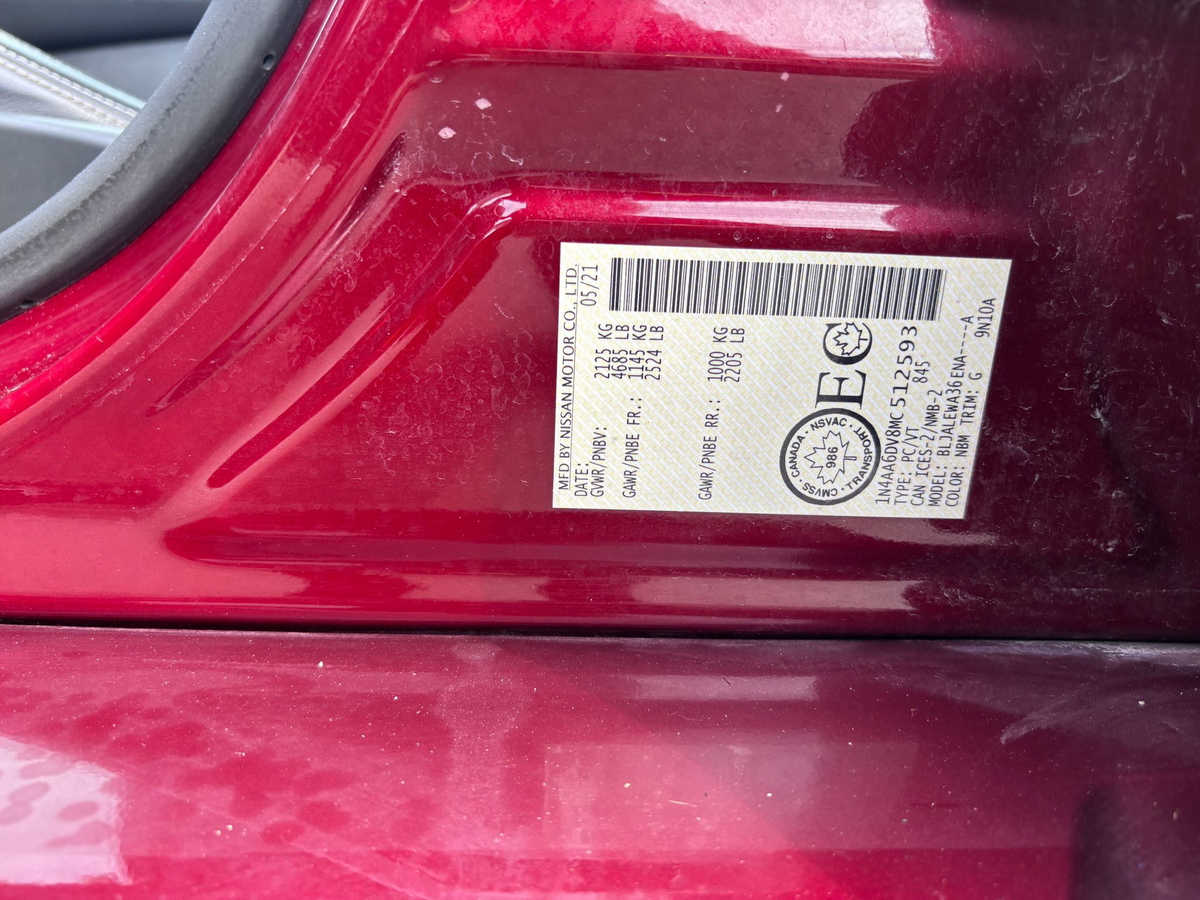 MFD BY NISSAN MOTOR CO., LTD.
DATE: 05/21
GVWR/PNBV: 2125 KG
4685 LB
GAWR/PNBE FR.: 1145 KG
2524 LB
GAWR/PNBE RR.: 1000 KG
2205 LB
CANADA · NSVAC · TRANSPORT · CMVSS ·
986
EC
1N4AA6DV8MC512593
TYPE: PC/VT 845
CAN ICES-2/NMB-2
MODEL: BLJALEWA36ENA----A
COLOR: NBM TRIM: G 9N10A